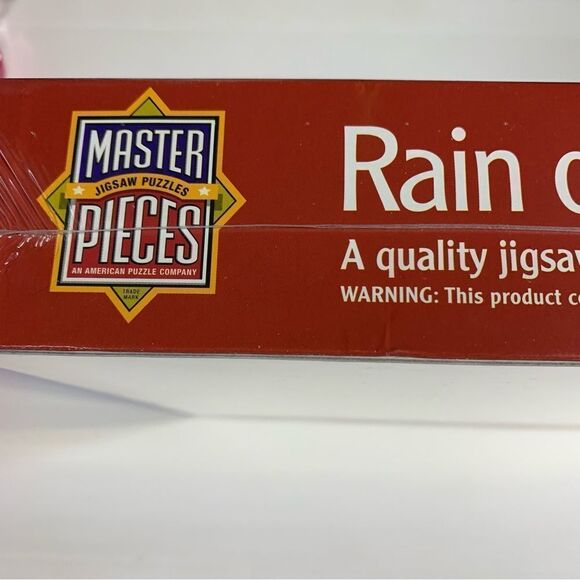 MASTER
JIGSAW PUZZLES
PIECES
AN AMERICAN PUZZLE COMPANY
TRADE
MARK
Rain
A quality jigsaw
WARNING: This product